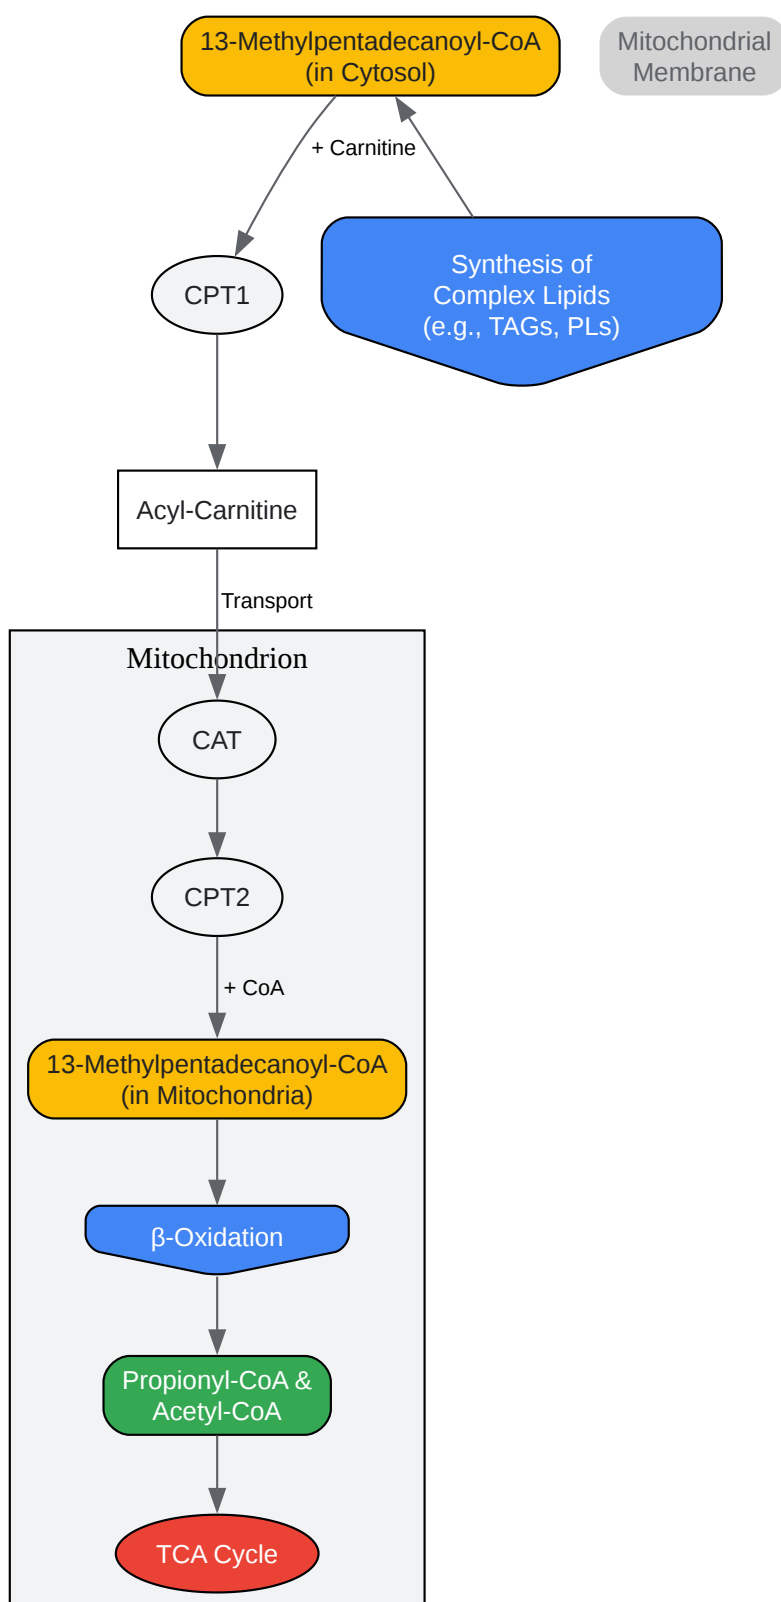 13-Methylpentadecanoyl-CoA
(in Cytosol)
Mitochondrial
Membrane
+ Carnitine
Synthesis of
Complex Lipids
(e.g., TAGs, PLs)
CPT1
Acyl-Carnitine
Transport
Mitochondrion
CAT
CPT2
+ CoA
13-Methylpentadecanoyl-CoA
(in Mitochondria)
β-Oxidation
Propionyl-CoA &
Acetyl-CoA
TCA Cycle